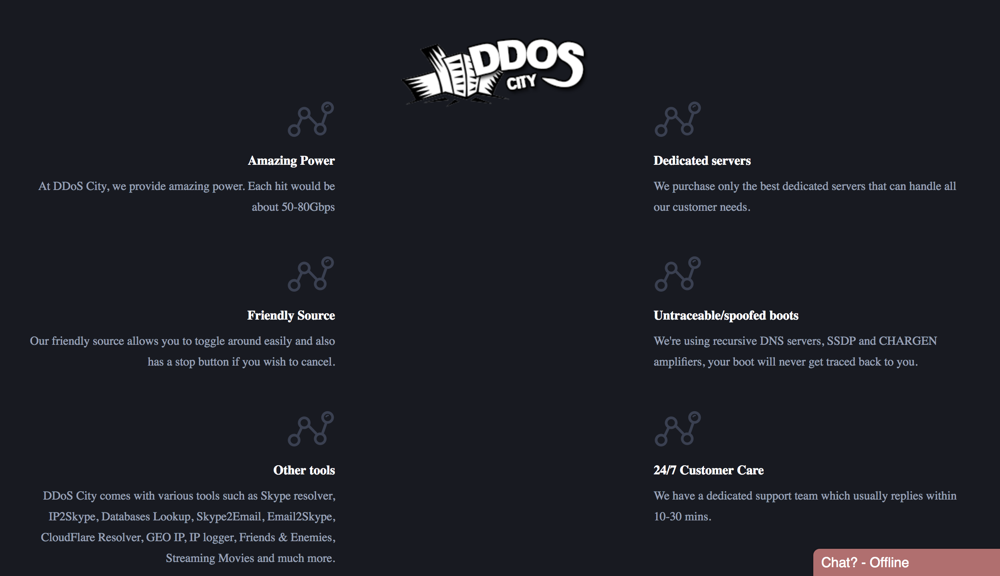 DDOS
CITY
Amazing Power
At DDoS City, we provide amazing power. Each hit would be
about 50-80Gbps
Dedicated servers
We purchase only the best dedicated servers that can handle all
our customer needs.
Friendly Source
Our friendly source allows you to toggle around easily and also
has a stop button if you wish to cancel.
Untraceable/spoofed boots
We're using recursive DNS servers, SSDP and CHARGEN
amplifiers, your boot will never get traced back to you.
Other tools
DDoS City comes with various tools such as Skype resolver,
IP2Skype, Databases Lookup, Skype2Email, Email2Skype,
CloudFlare Resolver, GEO IP, IP logger, Friends & Enemies,
Streaming Movies and much more.
24/7 Customer Care
We have a dedicated support team which usually replies within
10-30 mins.
Chat? - Offline